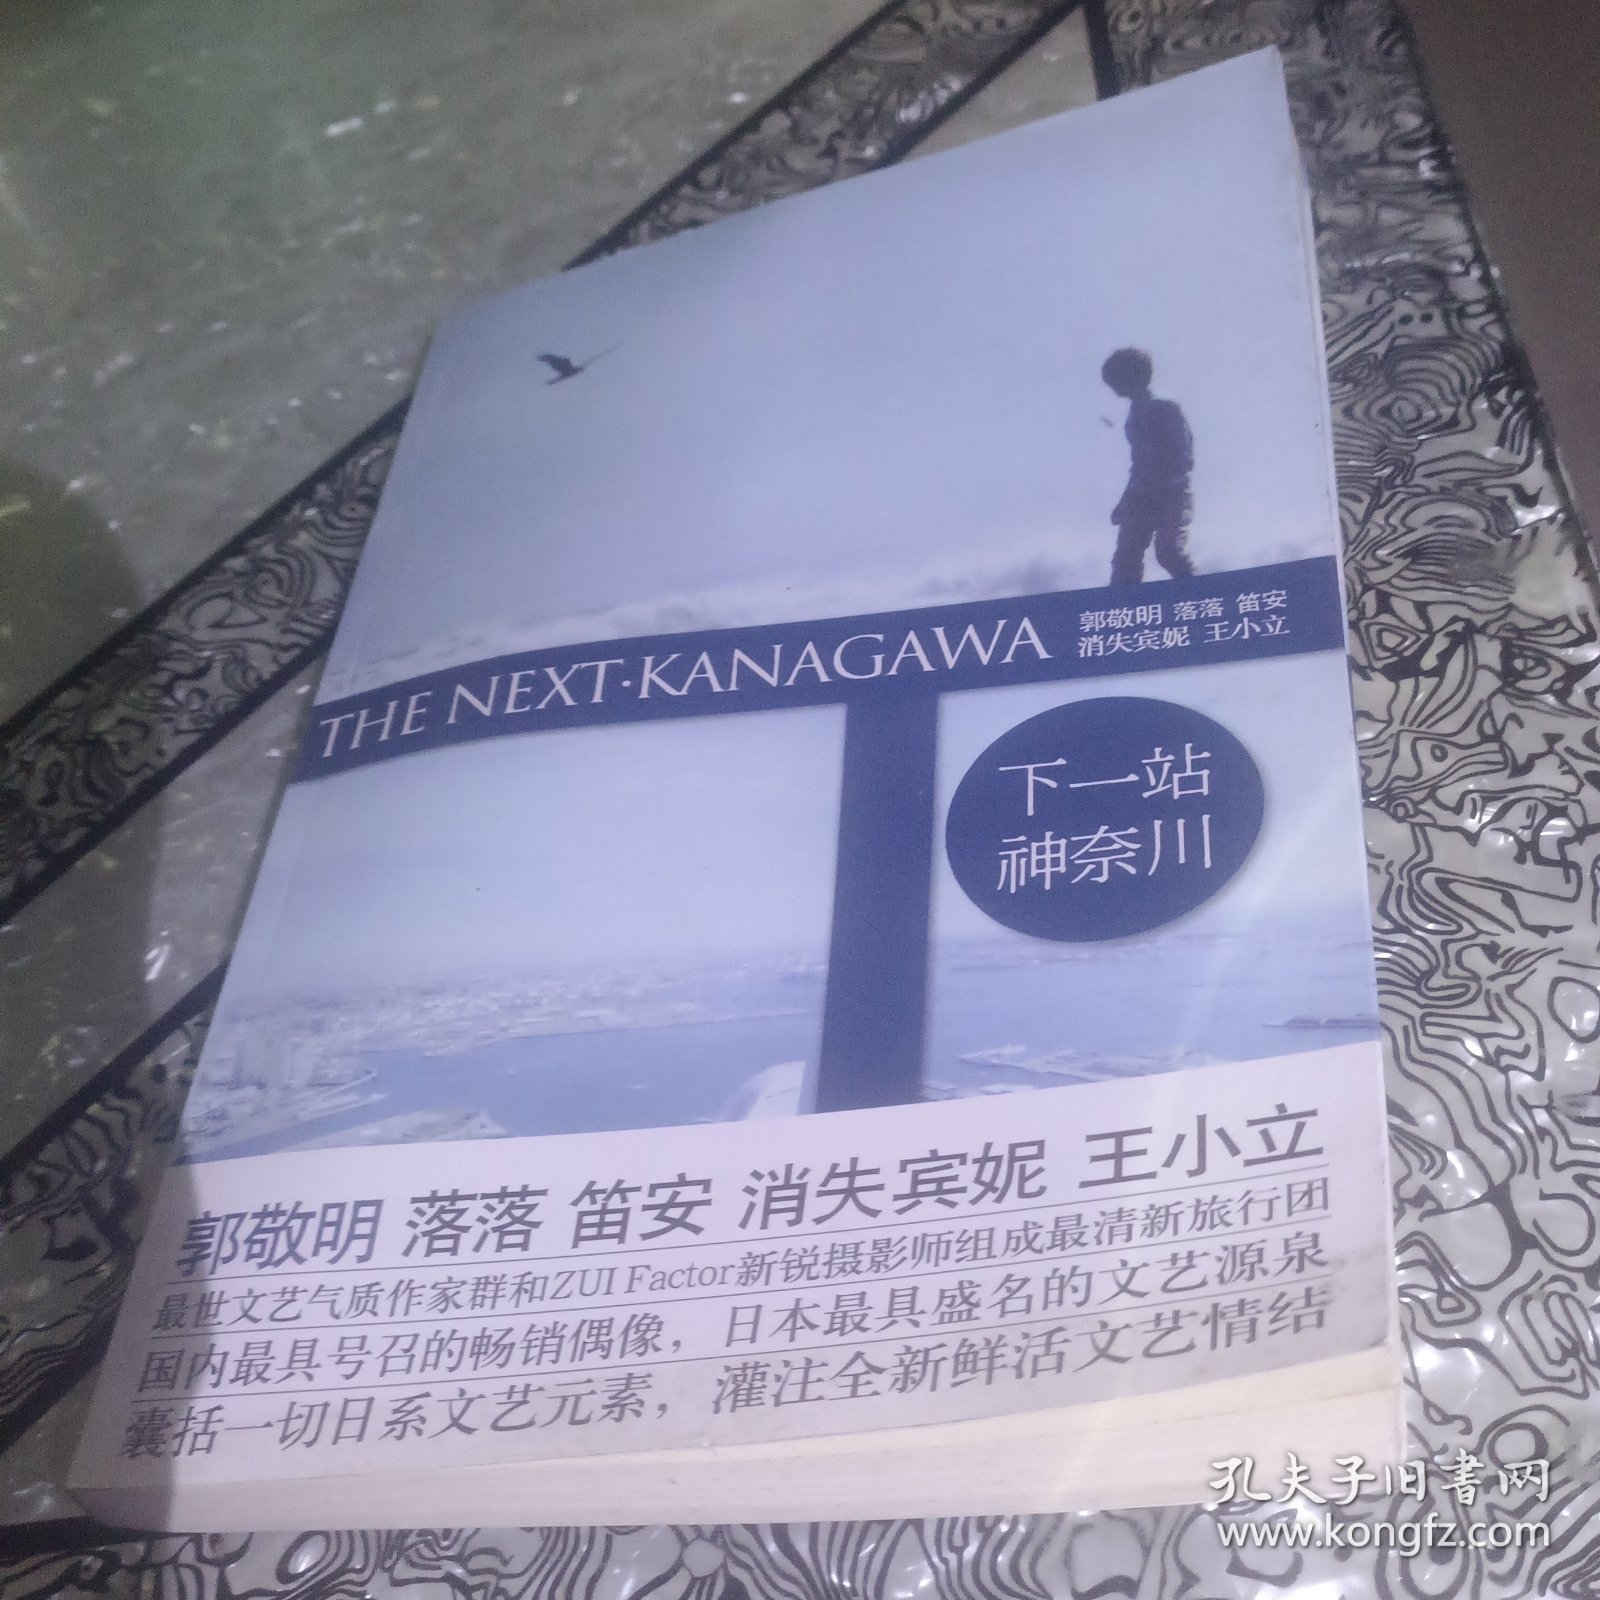 THE NEXT·KANAGAWA
郭敬明 落落 笛安
消失宾妮 王小立
下一站
神奈川
郭敬明 落落 笛安 消失宾妮 王小立
最世文艺气质作家群和ZUI Factor新锐摄影师组成最清新旅行团
国内最具号召的畅销偶像，日本最具盛名的文艺源泉
囊括一切日系文艺元素，灌注全新鲜活文艺情结
孔夫子旧书网
www.kongfz.com